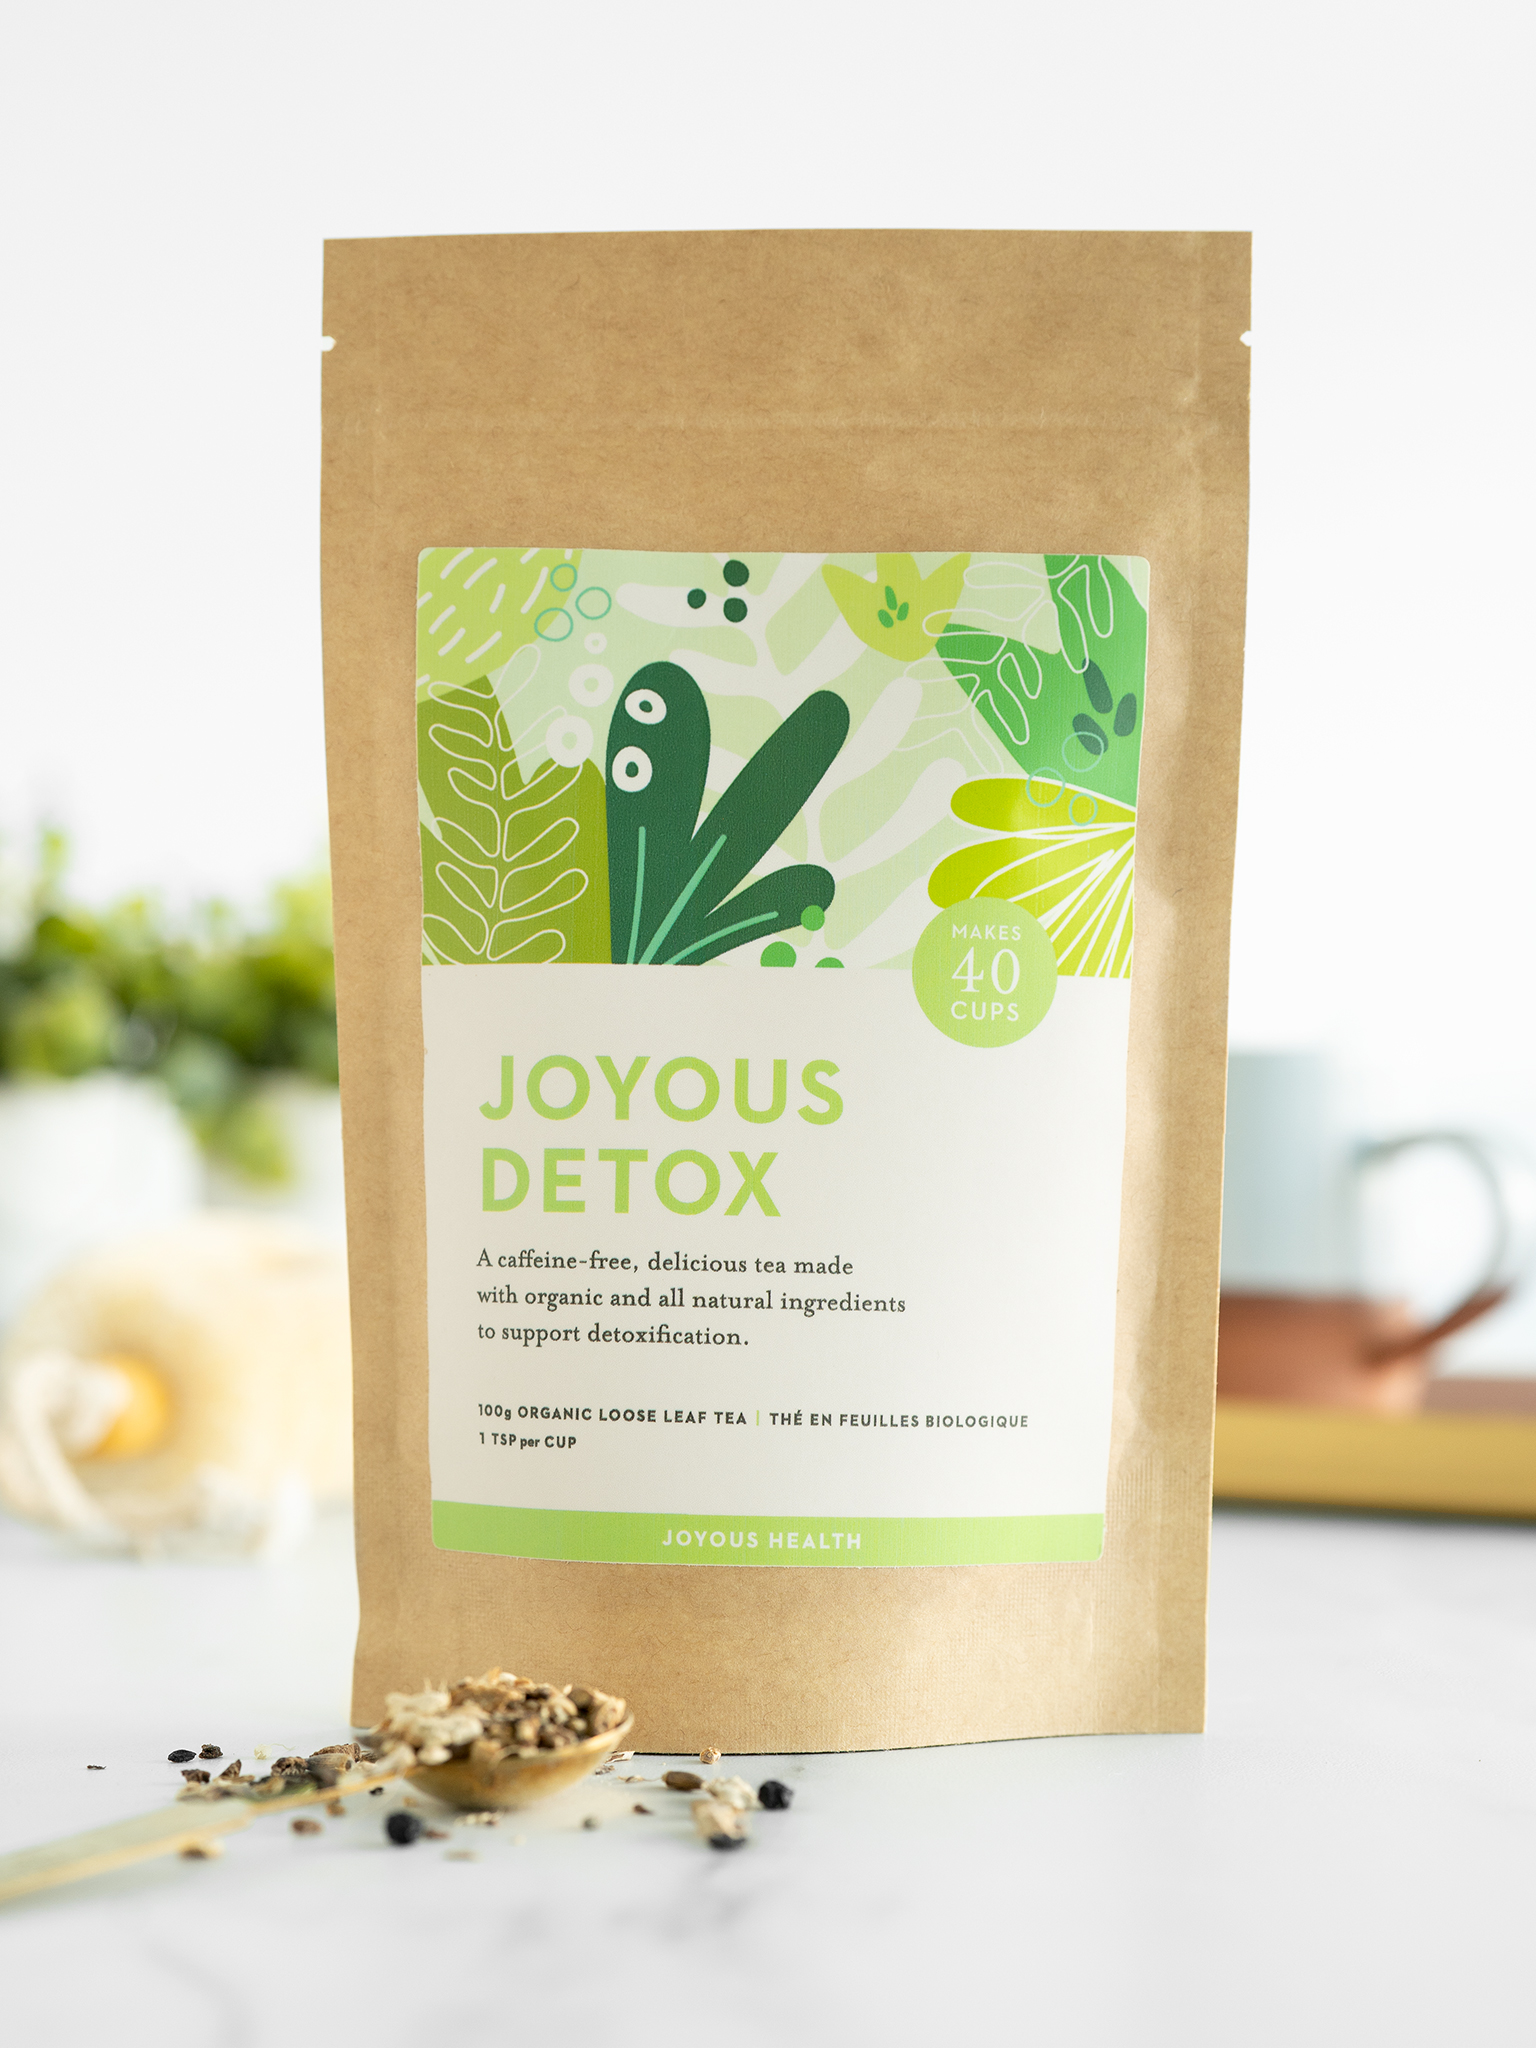 MAKES
40
CUPS
JOYOUS
DETOX
A caffeine-free, delicious tea made
with organic and all natural ingredients
to support detoxification.
100g ORGANIC LOOSE LEAF TEA | THÉ EN FEUILLES BIOLOGIQUE
1 TSP per CUP
JOYOUS HEALTH